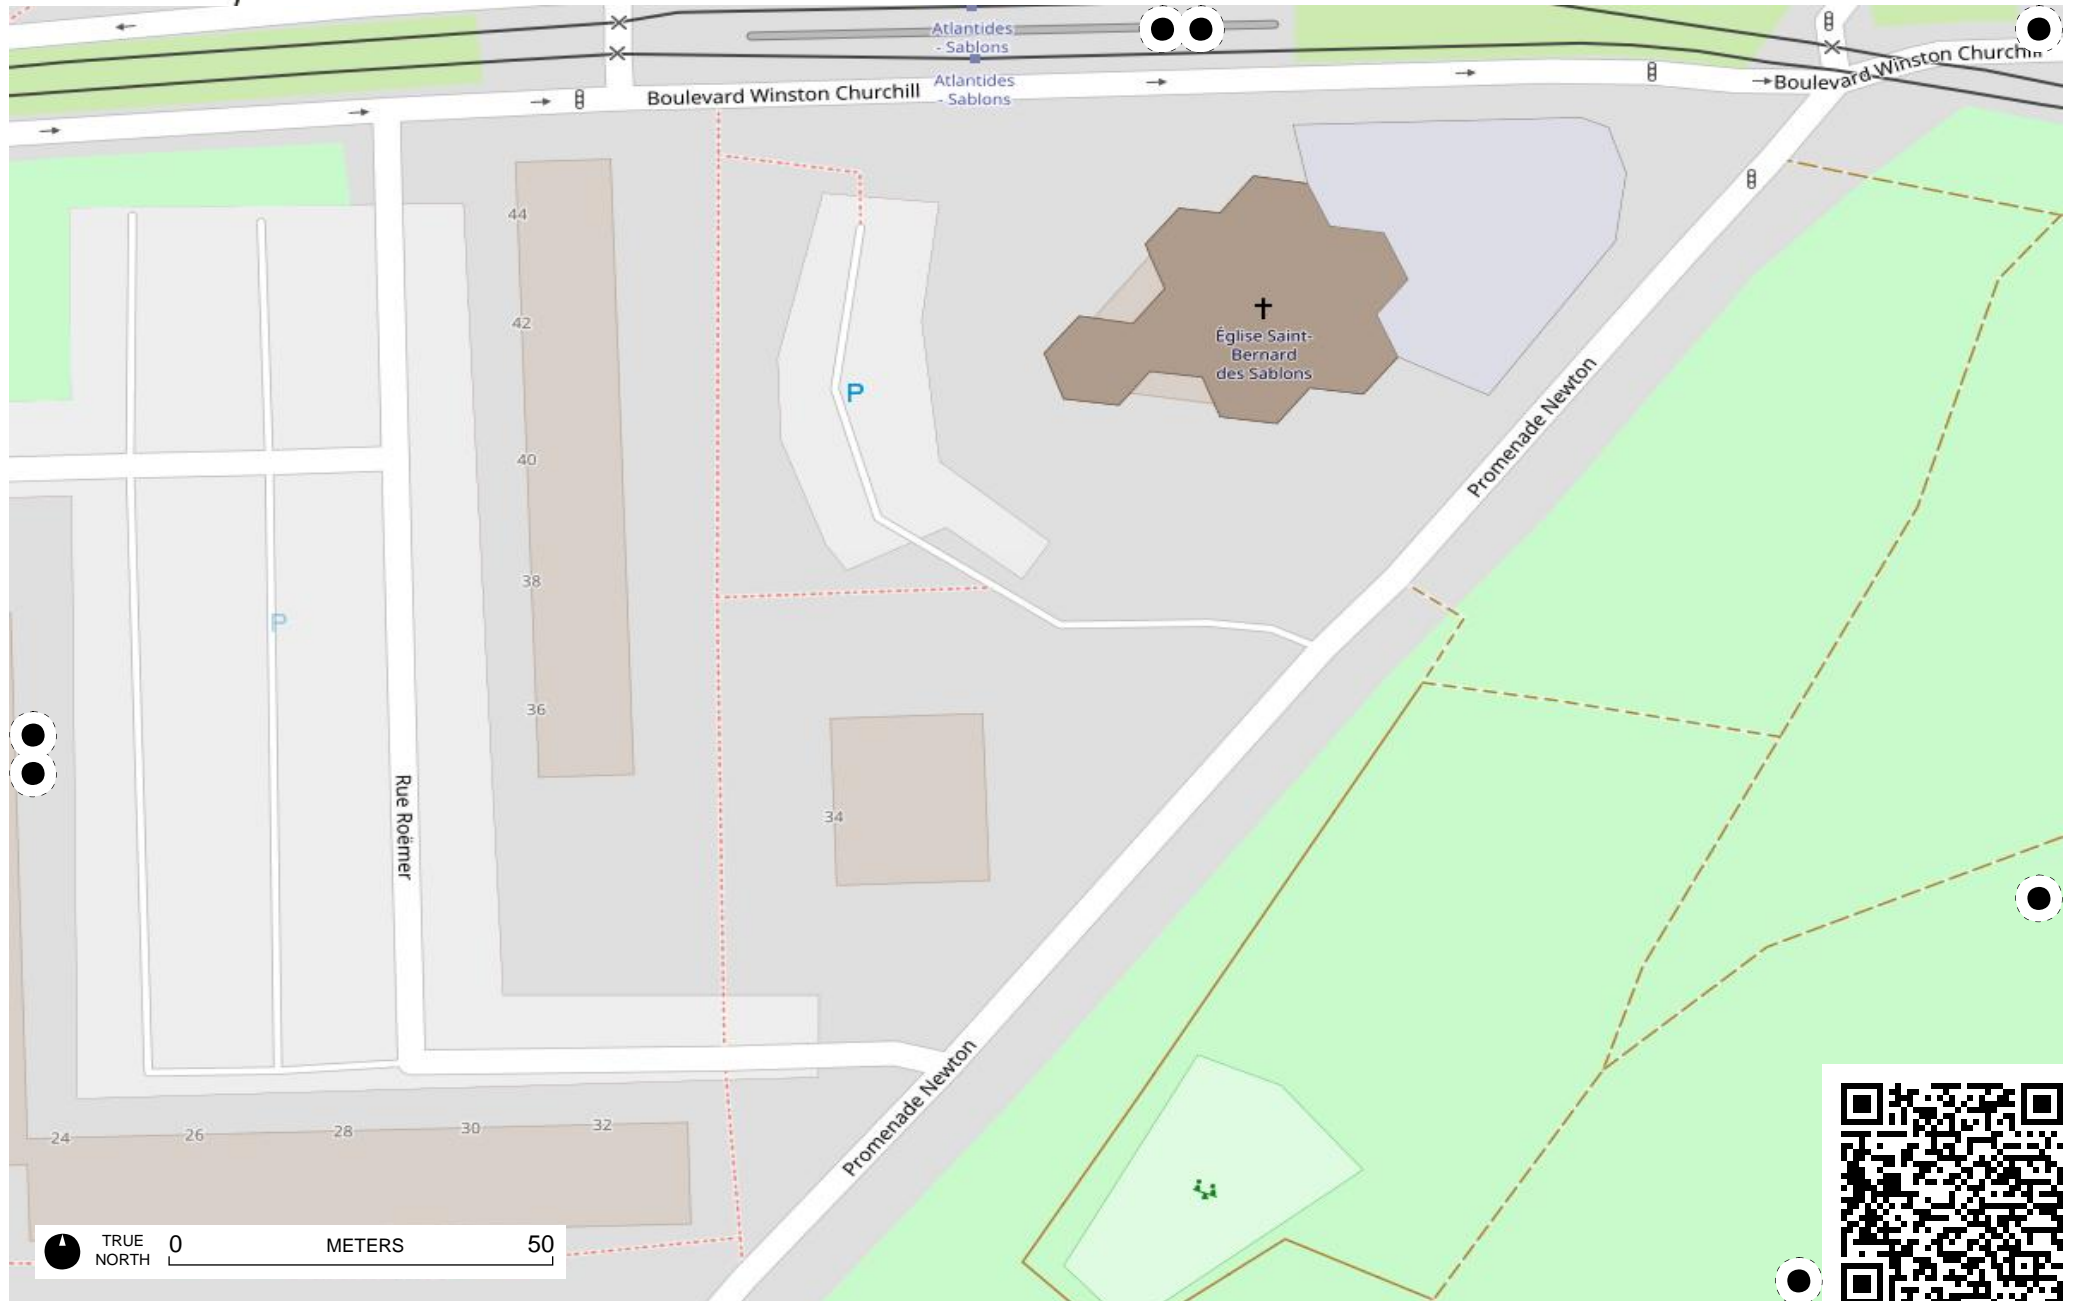 Atlantides
- Sablons
Atlantides
- Sablons
Boulevard Winston Churchill
Boulevard Winston Churchill
44
42
40
38
36
34
P
P
Église Saint-
Bernard
des Sablons
Promenade Newton
Rue Roëmer
Promenade Newton
24
26
28
30
32
TRUE
NORTH
0
METERS
50